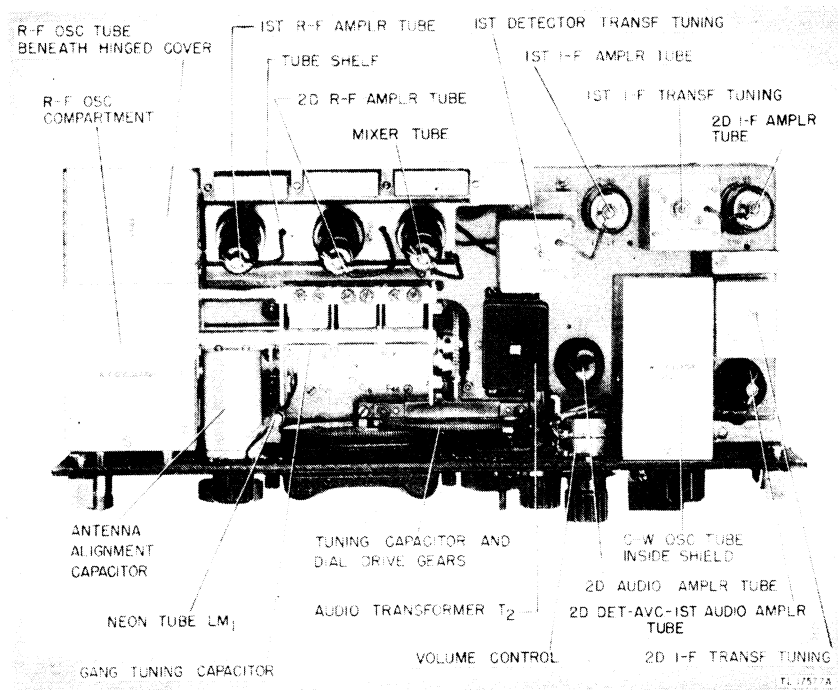 R-F OSC TUBE
BENEATH HINGED COVER
1ST R-F AMPLR TUBE
1ST DETECTOR TRANSF TUNING
TUBE SHELF
1ST I-F AMPLR TUBE
R-F OSC
COMPARTMENT
2D R-F AMPLR TUBE
1ST I-F TRANSF TUNING
MIXER TUBE
2D I-F AMPLR
TUBE
ANTENNA
ALIGNMENT
CAPACITOR
TUNING CAPACITOR AND
DIAL DRIVE GEARS
C-W OSC TUBE
INSIDE SHIELD
2D AUDIO AMPLR TUBE
NEON TUBE LM1
AUDIO TRANSFORMER T2
2D DET-AVC-1ST AUDIO AMPLR
TUBE
GANG TUNING CAPACITOR
VOLUME CONTROL
2D I-F TRANSF TUNING
TL 17577A